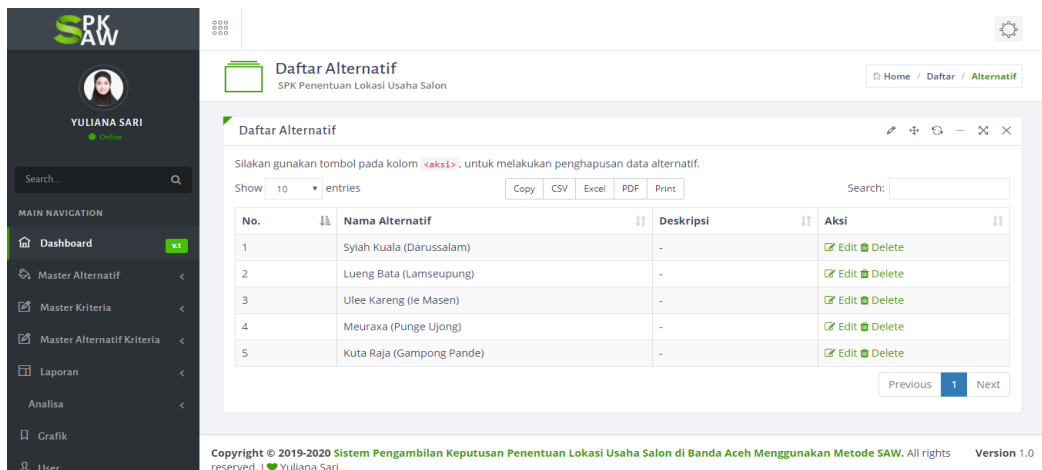 SPK
SAW
YULIANA SARI
Online
Search...
MAIN NAVIGATION
Dashboard
v.1
Master Alternatif
Master Kriteria
Master Alternatif Kriteria
Laporan
Analisa
Grafik
User
Daftar Alternatif
SPK Penentuan Lokasi Usaha Salon
Home / Daftar / Alternatif
Daftar Alternatif
Silakan gunakan tombol pada kolom <aksi>, untuk melakukan penghapusan data alternatif.
Show 10 entries
Copy CSV Excel PDF Print
Search:
No. Nama Alternatif Deskripsi Aksi
1 Syiah Kuala (Darussalam) - Edit Delete
2 Lueng Bata (Lamseupung) - Edit Delete
3 Ulee Kareng (Ie Masen) - Edit Delete
4 Meuraxa (Punge Ujong) - Edit Delete
5 Kuta Raja (Gampong Pande) - Edit Delete
Previous 1 Next
Copyright © 2019-2020 Sistem Pengambilan Keputusan Penentuan Lokasi Usaha Salon di Banda Aceh Menggunakan Metode SAW. All rights
reserved. I ♥ Yuliana Sari.
Version 1.0